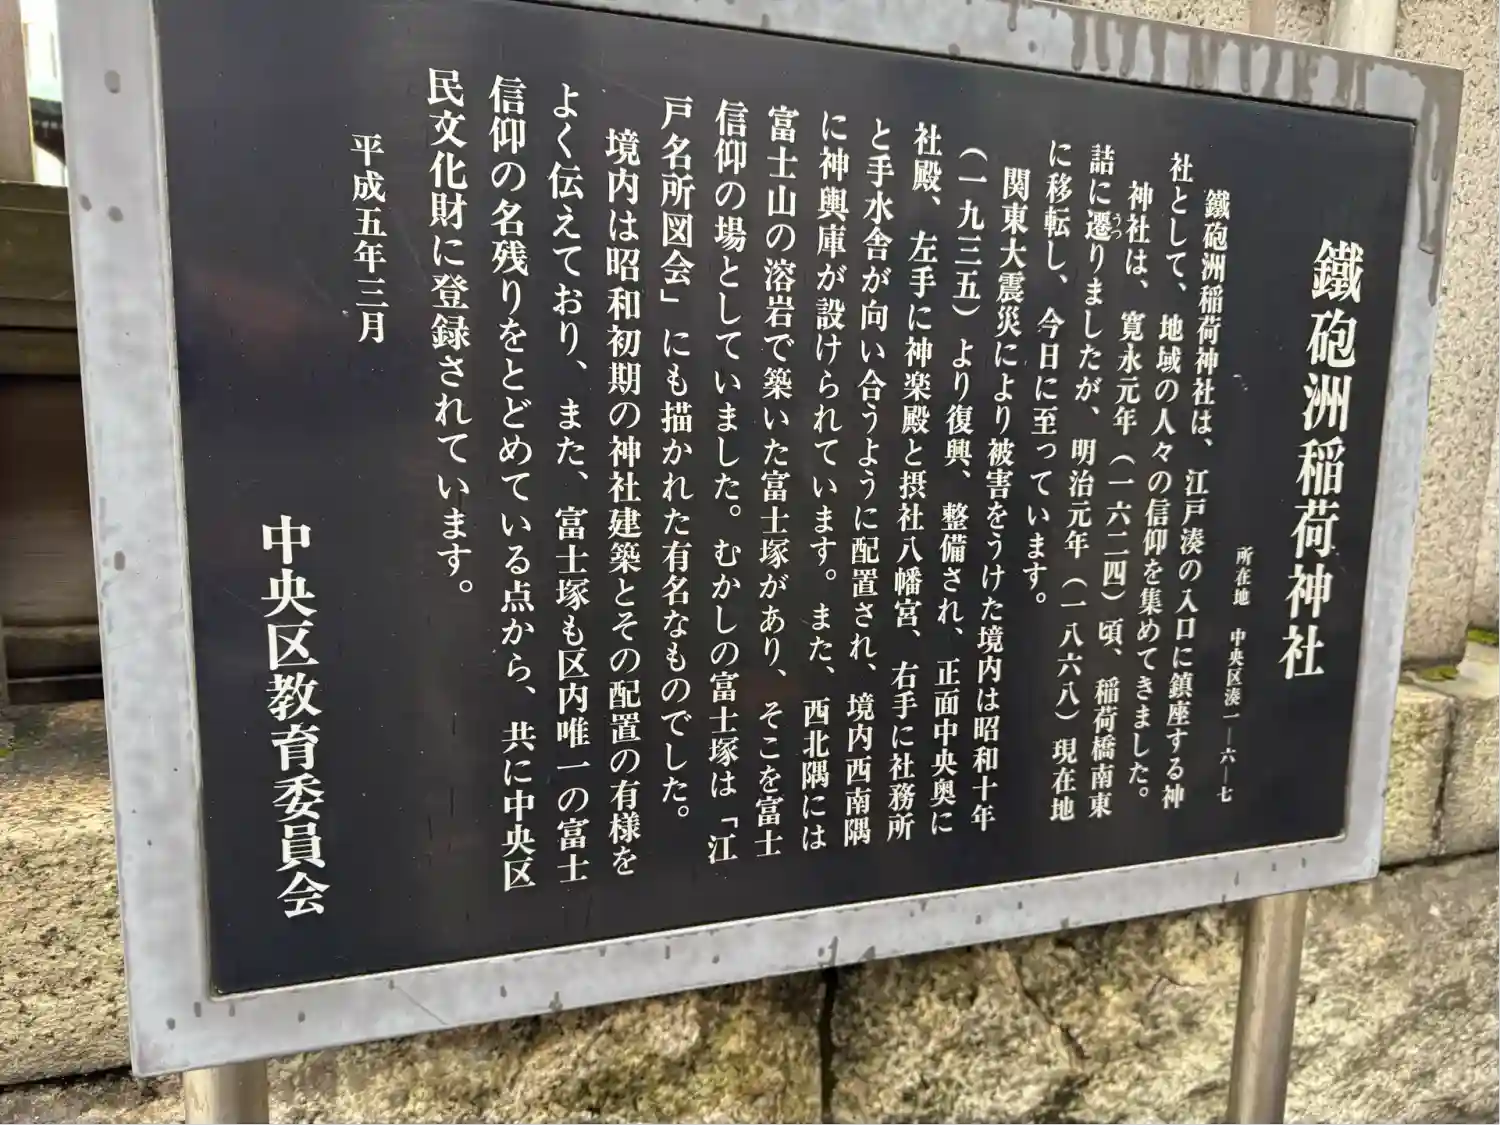 鐵砲洲稲荷神社
所在地 中央区湊一―六―七
鐵砲洲稲荷神社は、江戸湊の入口に鎮座する神
社として、地域の人々の信仰を集めてきました。
神社は、寛永元年(一六二四)頃、稲荷橋南東
詰に遷りましたが、明治元年(一八六八)現在地
うつ
に移転し、今日に至っています。
関東大震災により被害をうけた境内は昭和十年
(一九三五)より復興、整備され、正面中央奥に
社殿、左手に神楽殿と摂社八幡宮、右手に社務所
と手水舎が向い合うように配置され、境内西南隅
に神輿庫が設けられています。また、西北隅には
富士山の溶岩で築いた富士塚があり、そこを富士
信仰の場としていました。むかしの富士塚は「江
戸名所図会」にも描かれた有名なものでした。
境内は昭和初期の神社建築とその配置の有様を
よく伝えており、また、富士塚も区内唯一の富士
信仰の名残りをとどめている点から、共に中央区
民文化財に登録されています。
平成五年三月
中央区教育委員会